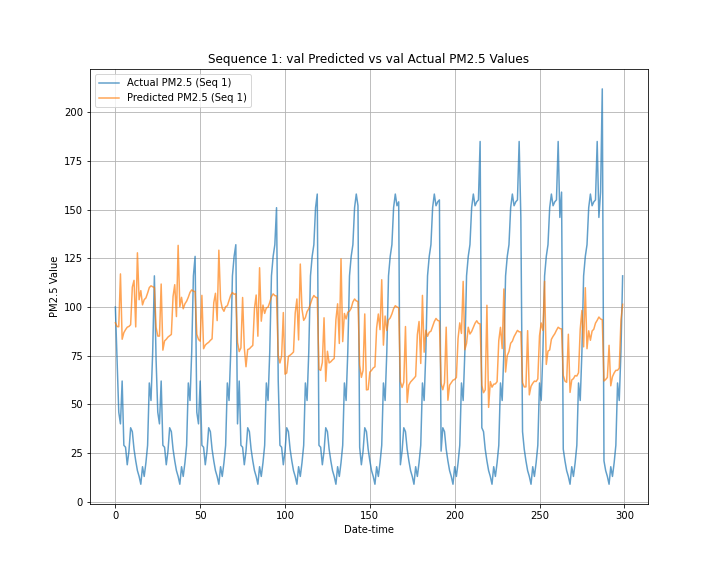 Sequence 1: val Predicted vs val Actual PM2.5 Values
Actual PM2.5 (Seq 1)
Predicted PM2.5 (Seq 1)
PM2.5 Value
200
175
150
125
100
75
50
25
0
0 50 100 150 200 250 300
Date-time